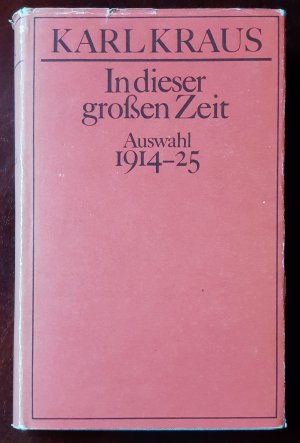 KARL KRAUS
In dieser
großen Zeit
Auswahl
1914–25